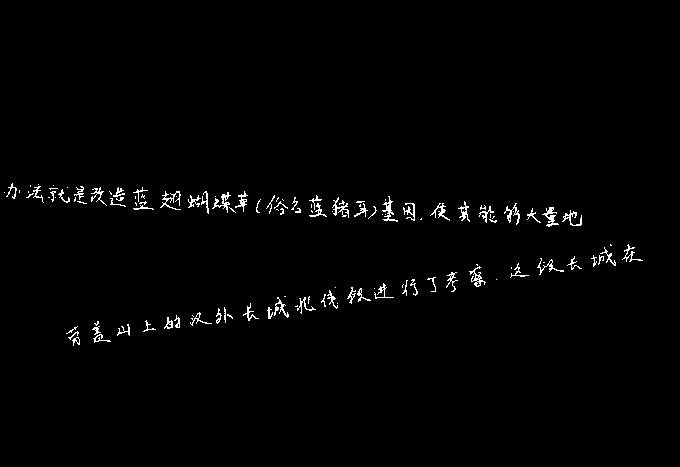 办法就是改造蓝翅蝴蝶草(俗名蓝猪耳)基因,使其能够大量地
盖山上的汉外长城北线段进行了考察.这段长城在